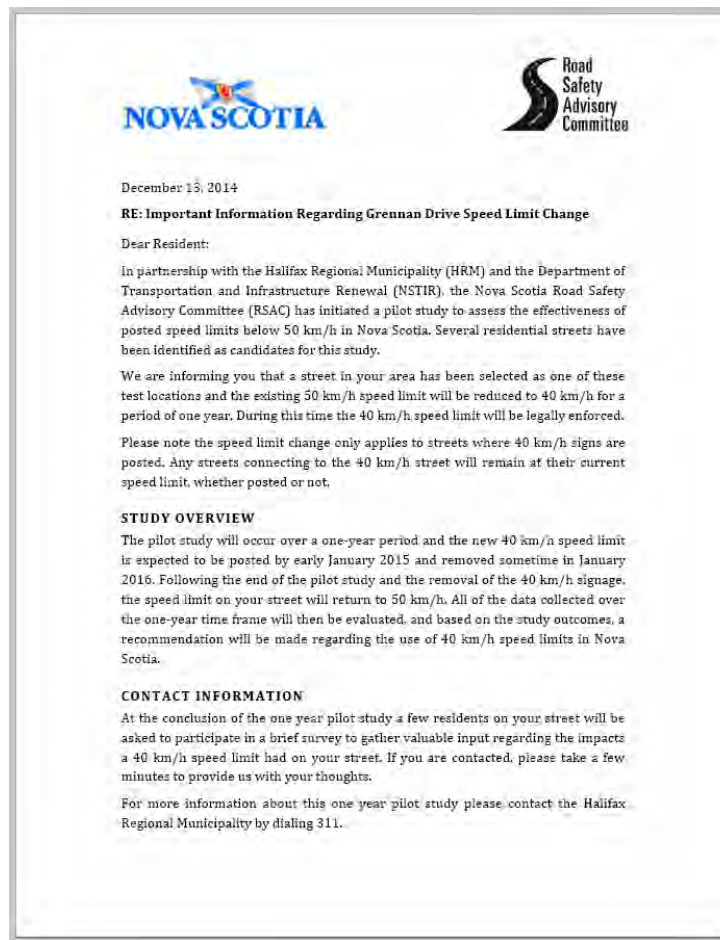 NOVA SCOTIA
Road
Safety
Advisory
Committee
December 13, 2014
RE: Important Information Regarding Grennan Drive Speed Limit Change
Dear Resident:
In partnership with the Halifax Regional Municipality (HRM) and the Department of
Transportation and Infrastructure Renewal (NSTIR), the Nova Scotia Road Safety
Advisory Committee (RSAC) has initiated a pilot study to assess the effectiveness of
posted speed limits below 50 km/h in Nova Scotia. Several residential streets have
been identified as candidates for this study.
We are informing you that a street in your area has been selected as one of these
test locations and the existing 50 km/h speed limit will be reduced to 40 km/h for a
period of one year. During this time the 40 km/h speed limit will be legally enforced.
Please note the speed limit change only applies to streets where 40 km/h signs are
posted. Any streets connecting to the 40 km/h street will remain at their current
speed limit, whether posted or not.
STUDY OVERVIEW
The pilot study will occur over a one-year period and the new 40 km/h speed limit
is expected to be posted by early January 2015 and removed sometime in January
2016. Following the end of the pilot study and the removal of the 40 km/h signage,
the speed limit on your street will return to 50 km/h. All of the data collected over
the one-year time frame will then be evaluated, and based on the study outcomes, a
recommendation will be made regarding the use of 40 km/h speed limits in Nova
Scotia.
CONTACT INFORMATION
At the conclusion of the one year pilot study a few residents on your street will be
asked to participate in a brief survey to gather valuable input regarding the impacts
a 40 km/h speed limit had on your street. If you are contacted, please take a few
minutes to provide us with your thoughts.
For more information about this one year pilot study please contact the Halifax
Regional Municipality by dialing 311.